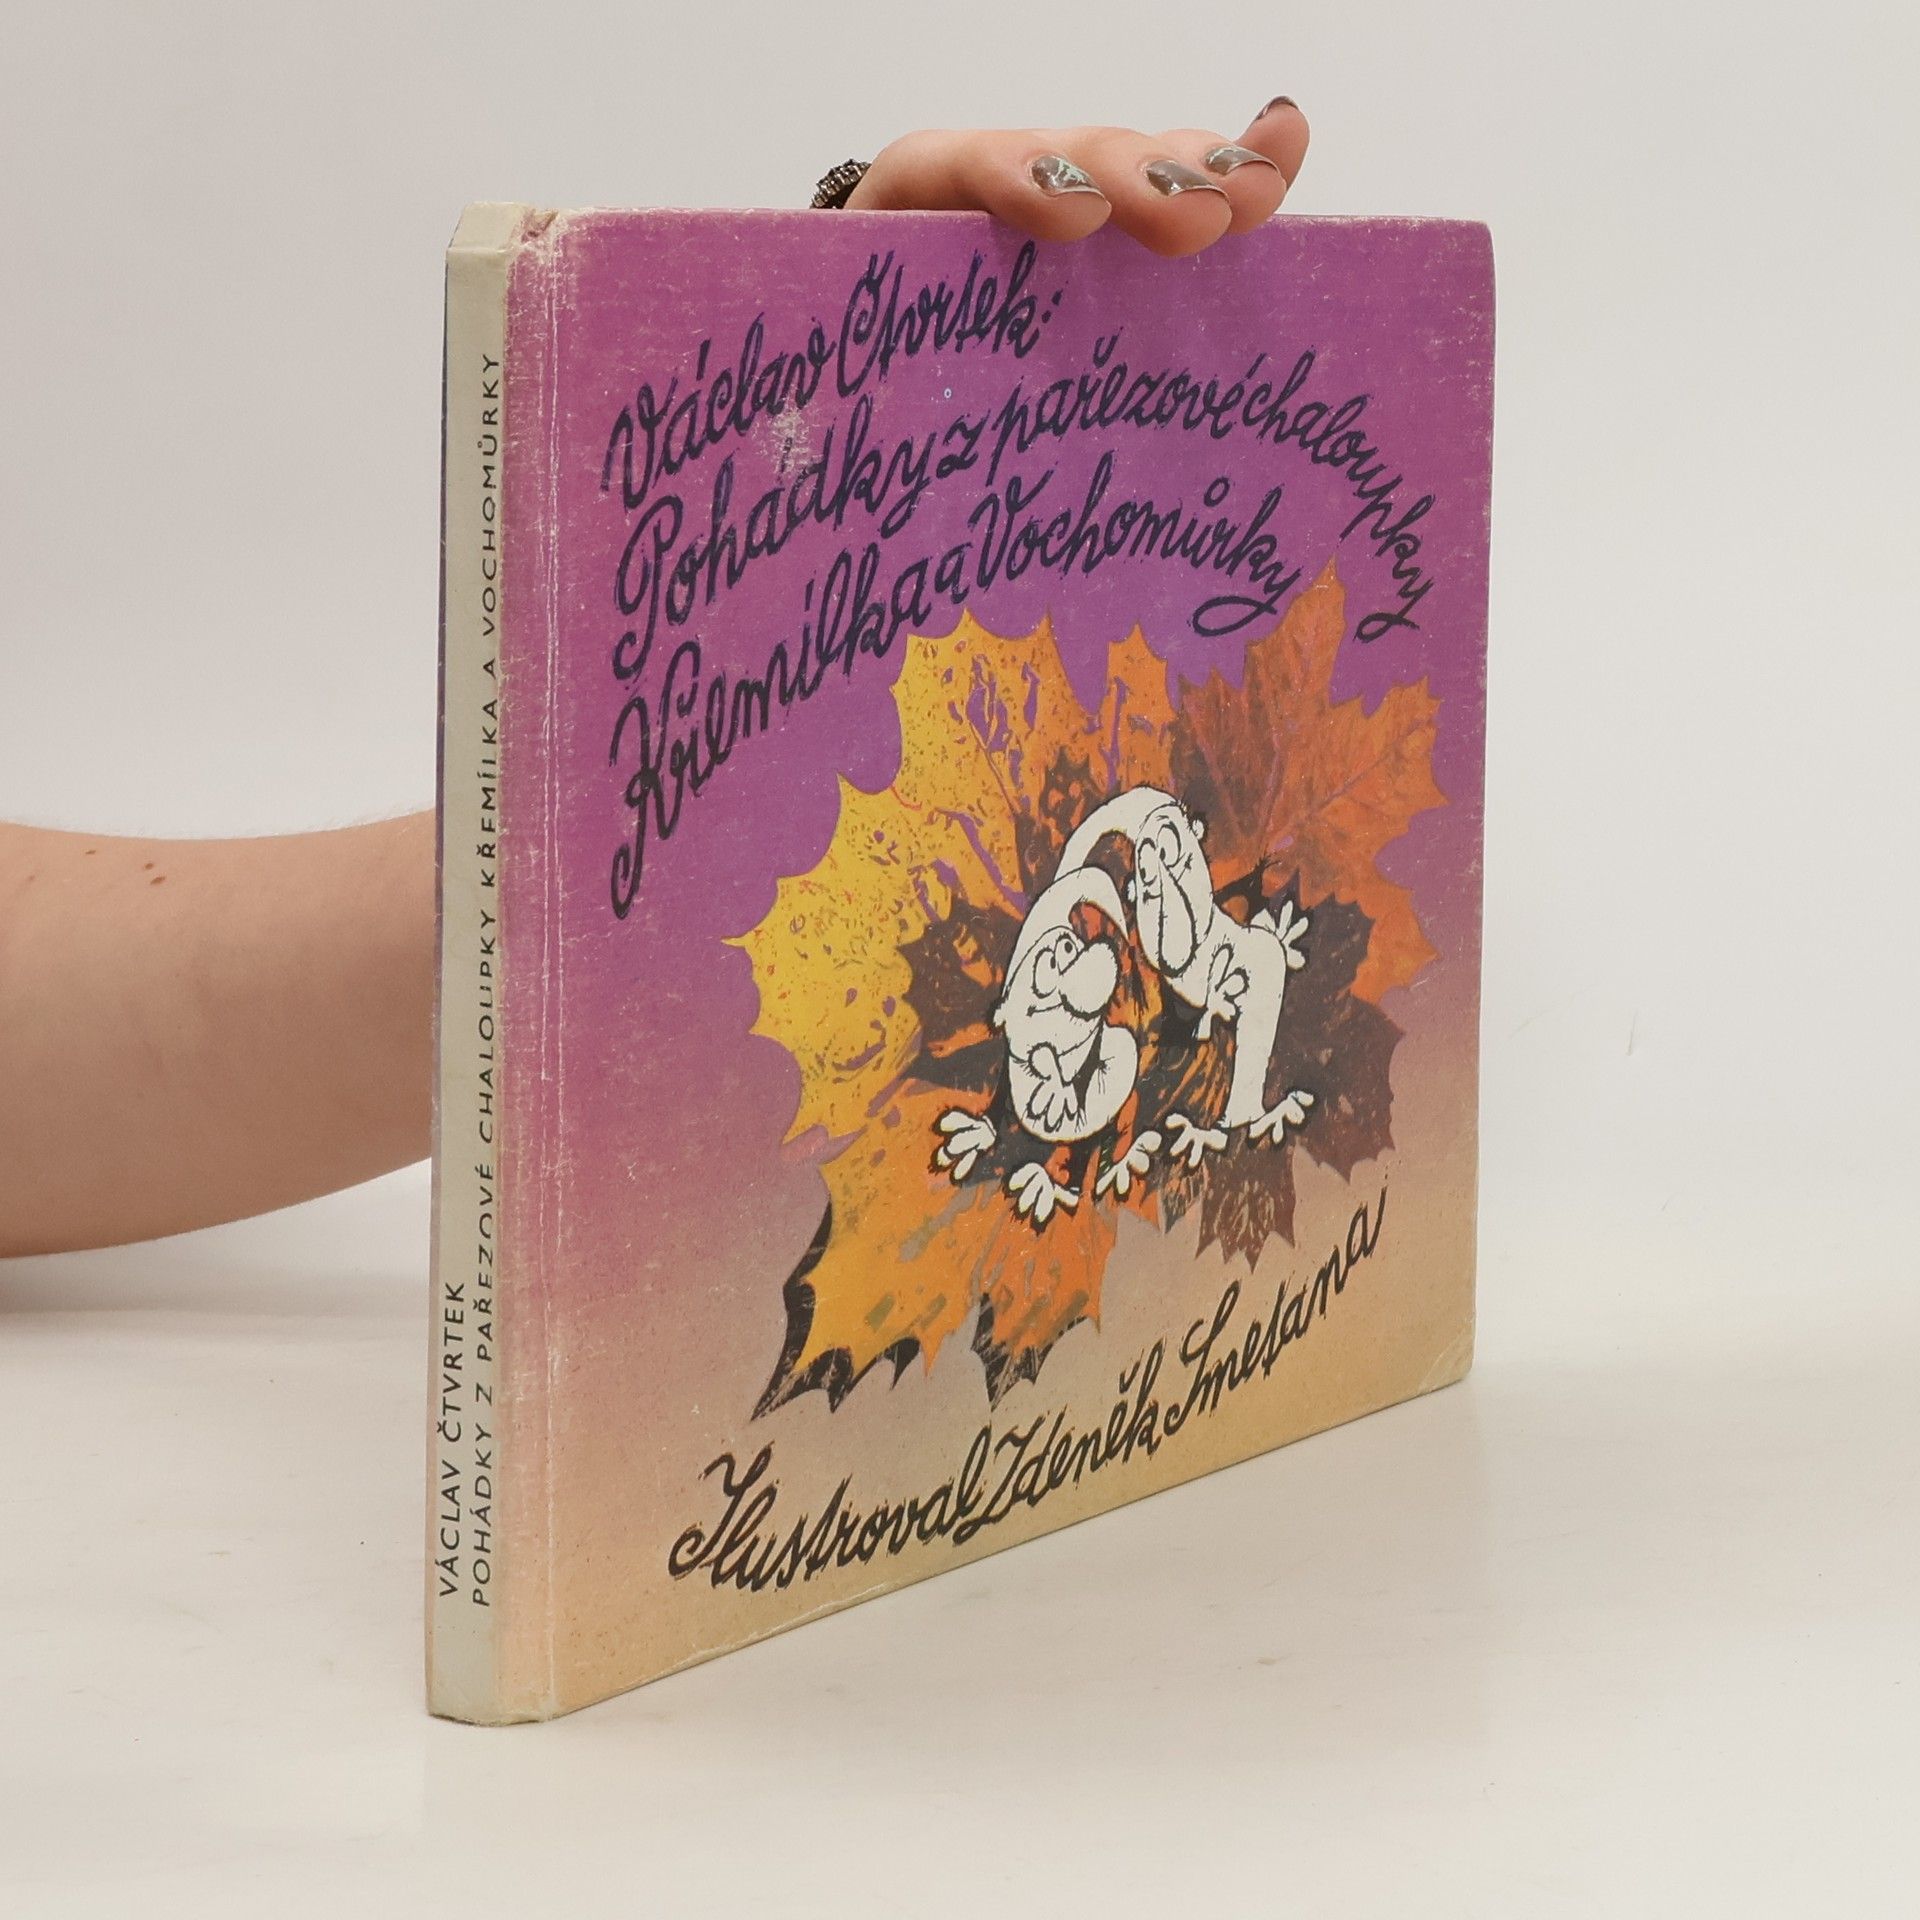 Václav Čtvrtek:
Pohádky z pařezové chaloupky
Křemílka a Vochomůrky
Ilustroval Zdeněk Smetana
VÁCLAV ČTVRTEK
POHÁDKY Z PAŘEZOVÉ CHALOUPKY KŘEMÍLKA A VOCHOMŮRKY